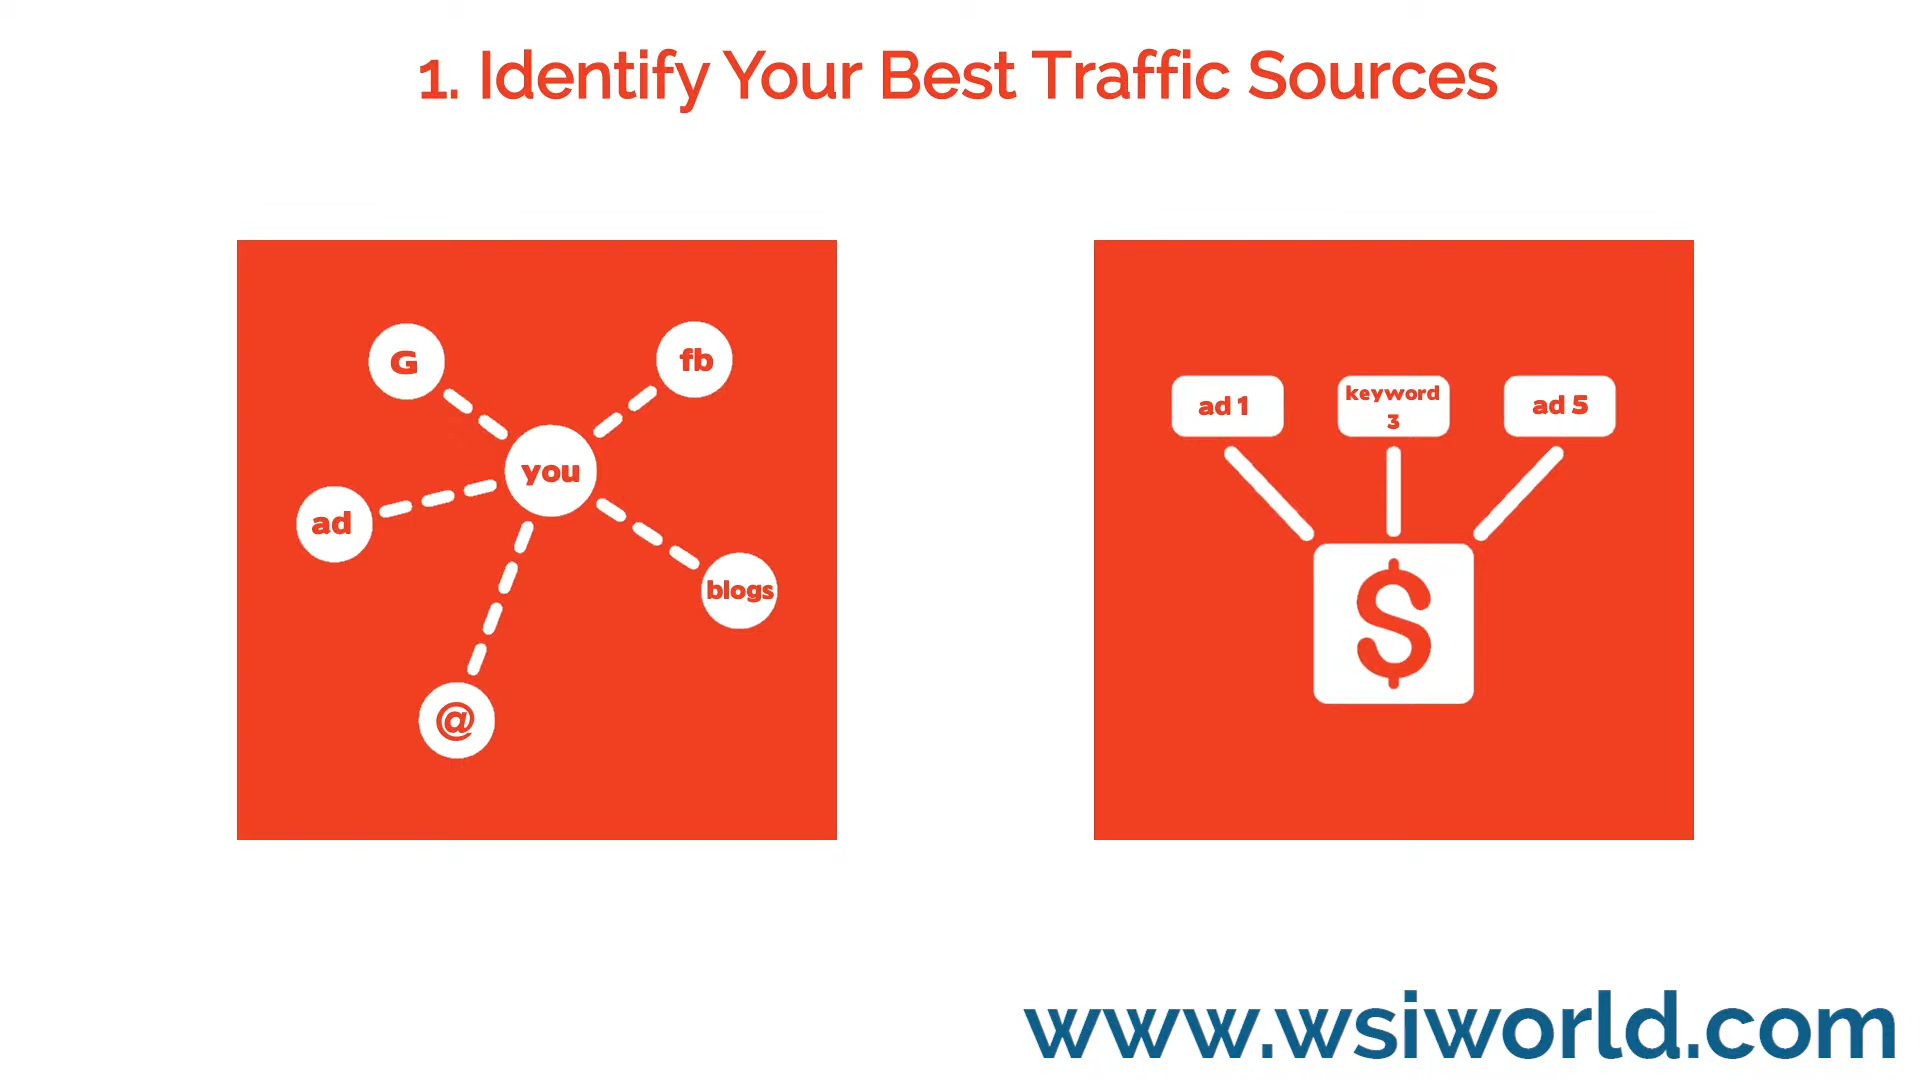 1. Identify Your Best Traffic Sources
G
fb
you
ad
blogs
@
ad 1
keyword
3
ad 5
$
www.wsiworld.com